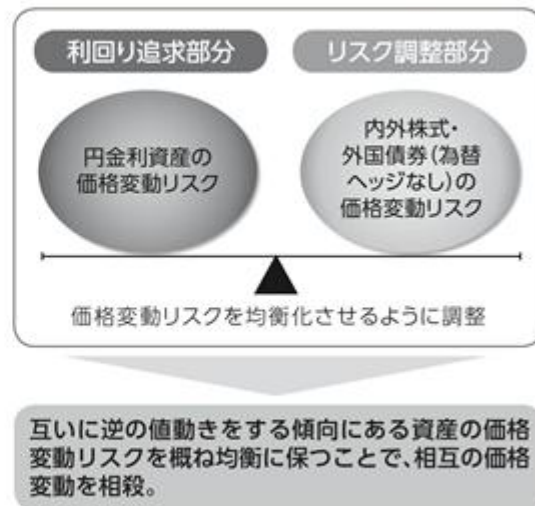 利回り追求部分
リスク調整部分
円金利資産の
価格変動リスク
内外株式・
外国債券(為替
ヘッジなし)の
価格変動リスク
価格変動リスクを均衡化させるように調整
互いに逆の値動きをする傾向にある資産の価格
変動リスクを概ね均衡に保つことで、相互の価格
変動を相殺。